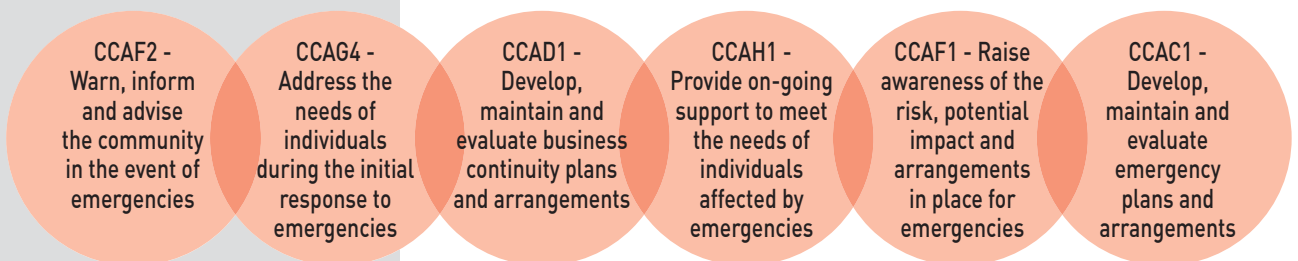 CCAF2 -
Warn, inform
and advise
the community
in the event of
emergencies
CCAG4 -
Address the
needs of
individuals
during the initial
response to
emergencies
CCAD1 -
Develop,
maintain and
evaluate business
continuity plans
and arrangements
CCAH1 -
Provide on-going
support to meet
the needs of
individuals
affected by
emergencies
CCAF1 - Raise
awareness of the
risk, potential
impact and
arrangements
in place for
emergencies
CCAC1 -
Develop,
maintain and
evaluate
emergency
plans and
arrangements